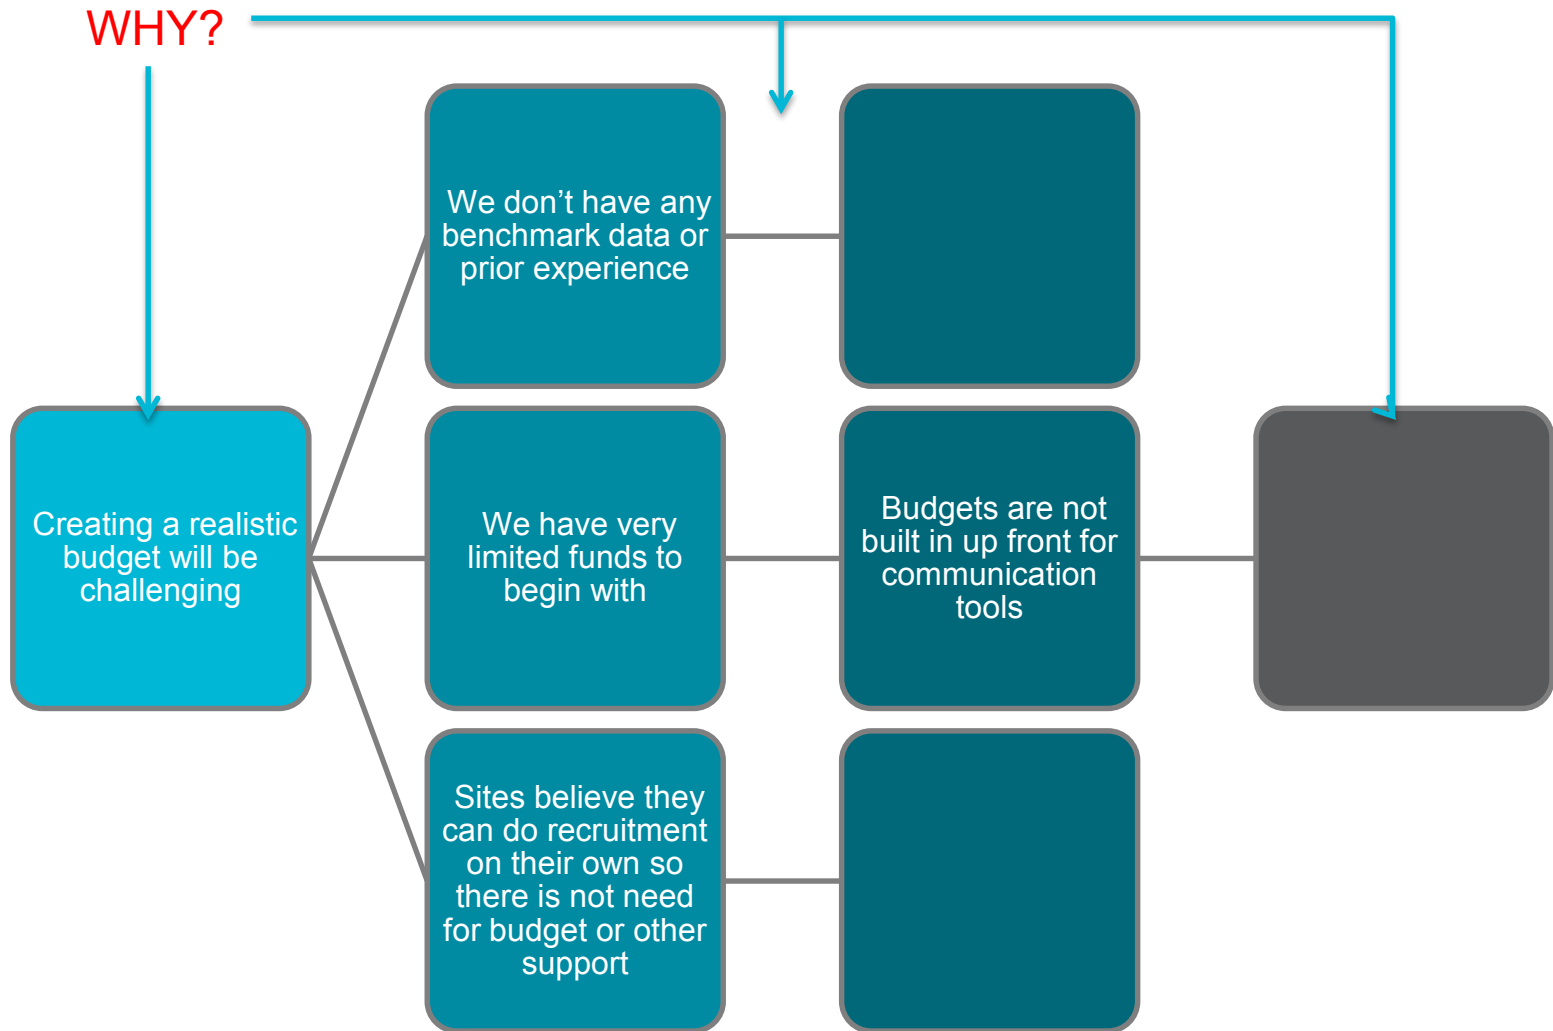 WHY?
We don’t have any
benchmark data or
prior experience
Creating a realistic
budget will be
challenging
We have very
limited funds to
begin with
Budgets are not
built in up front for
communication
tools
Sites believe they
can do recruitment
on their own so
there is not need
for budget or other
support